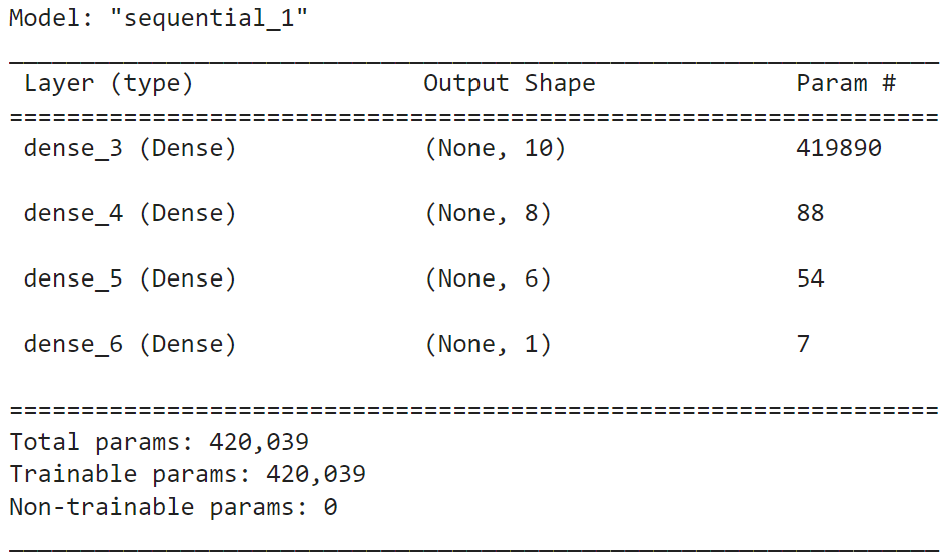 Model: "sequential_1"
_________________________________________________________________
Layer (type) Output Shape Param #
=================================================================
dense_3 (Dense) (None, 10) 419890
dense_4 (Dense) (None, 8) 88
dense_5 (Dense) (None, 6) 54
dense_6 (Dense) (None, 1) 7
=================================================================
Total params: 420,039
Trainable params: 420,039
Non-trainable params: 0
_________________________________________________________________